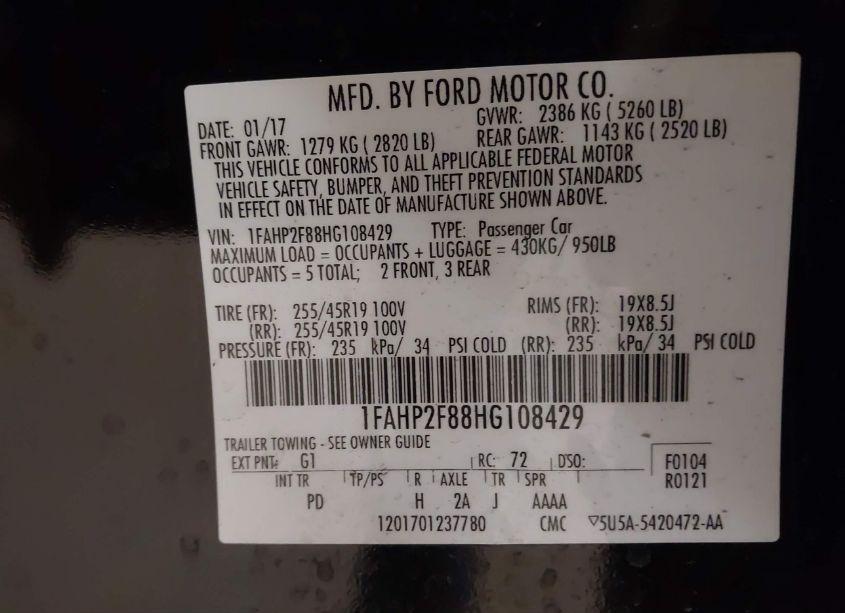 MFD. BY FORD MOTOR CO.
DATE: 01/17 GVWR: 2386 KG ( 5260 LB)
FRONT GAWR: 1279 KG ( 2820 LB) REAR GAWR: 1143 KG ( 2520 LB)
THIS VEHICLE CONFORMS TO ALL APPLICABLE FEDERAL MOTOR
VEHICLE SAFETY, BUMPER, AND THEFT PREVENTION STANDARDS
IN EFFECT ON THE DATE OF MANUFACTURE SHOWN ABOVE.
VIN: 1FAHP2F88HG108429 TYPE: Passenger Car
MAXIMUM LOAD = OCCUPANTS + LUGGAGE = 430KG/ 950LB
OCCUPANTS = 5 TOTAL; 2 FRONT, 3 REAR
TIRE (FR): 255/45R19 100V RIMS (FR): 19X8.5J
(RR): 255/45R19 100V (RR): 19X8.5J
PRESSURE (FR): 235 kPa/ 34 PSI COLD (RR): 235 kPa/ 34 PSI COLD
1FAHP2F88HG108429
TRAILER TOWING - SEE OWNER GUIDE
EXT PNT: G1 RC: 72 DSO: F0104
INT TR TP/PS R AXLE TR SPR R0121
PD H 2A J AAAA
1201701237780 CMC ▽5U5A-5420472-AA